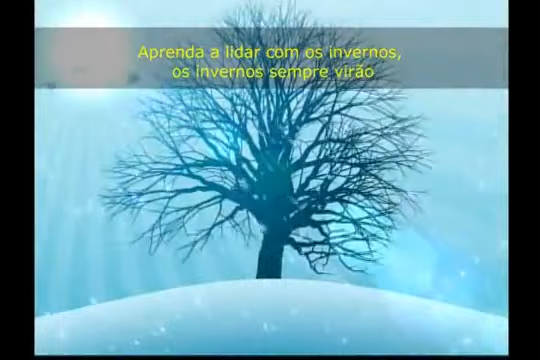 Aprenda a lidar com os invernos,
os invernos sempre virão